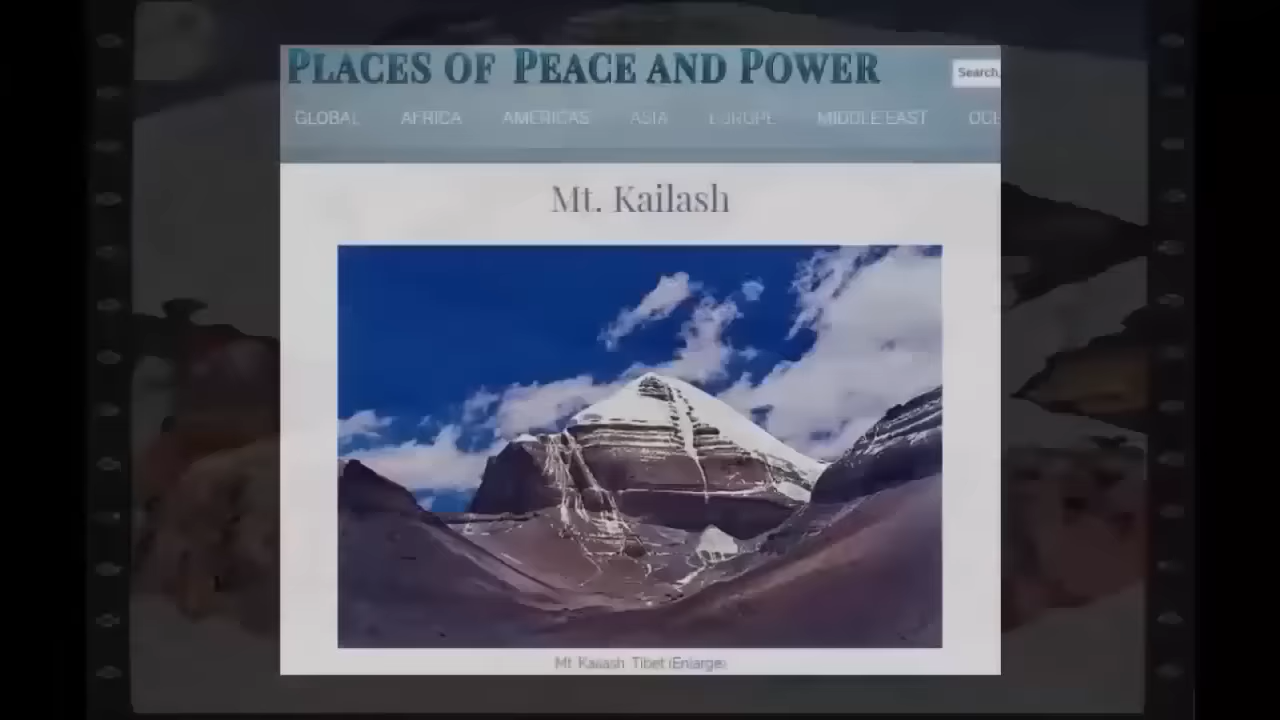 PLACES OF PEACE AND POWER
Search,
GLOBAL AFRICA AMERICAS ASIA EUROPE MIDDLE EAST OCE
Mt. Kailash
Mt. Kailash, Tibet (Enlarge)